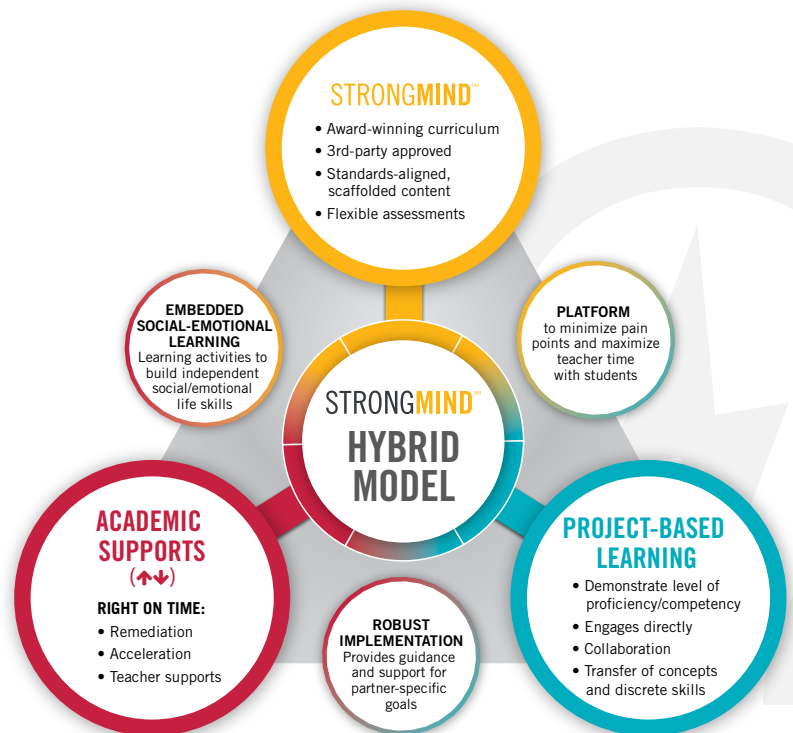 STRONGMIND℠
• Award-winning curriculum
• 3rd-party approved
• Standards-aligned,
scaffolded content
• Flexible assessments
EMBEDDED
SOCIAL-EMOTIONAL
LEARNING
Learning activities to
build independent
social/emotional
life skills
PLATFORM
to minimize pain
points and maximize
teacher time
with students
STRONGMIND℠
HYBRID
MODEL
ACADEMIC
SUPPORTS
(↑↓)
RIGHT ON TIME:
• Remediation
• Acceleration
• Teacher supports
ROBUST
IMPLEMENTATION
Provides guidance
and support for
partner-specific
goals
PROJECT-BASED
LEARNING
• Demonstrate level of
proficiency/competency
• Engages directly
• Collaboration
• Transfer of concepts
and discrete skills